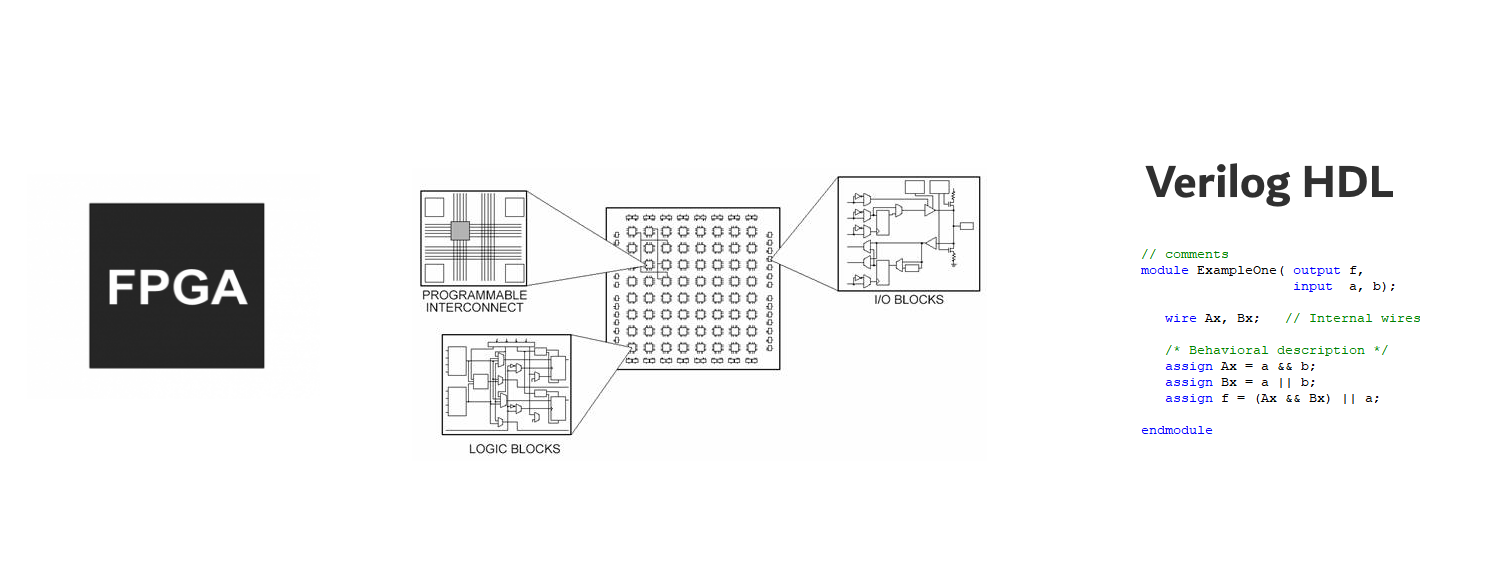 FPGA
PROGRAMMABLE
INTERCONNECT
LOGIC BLOCKS
I/O BLOCKS
Verilog HDL
// comments
module ExampleOne( output f,
input  a, b);
wire Ax, Bx;   // Internal wires
/* Behavioral description */
assign Ax = a && b;
assign Bx = a || b;
assign f = (Ax && Bx) || a;
endmodule